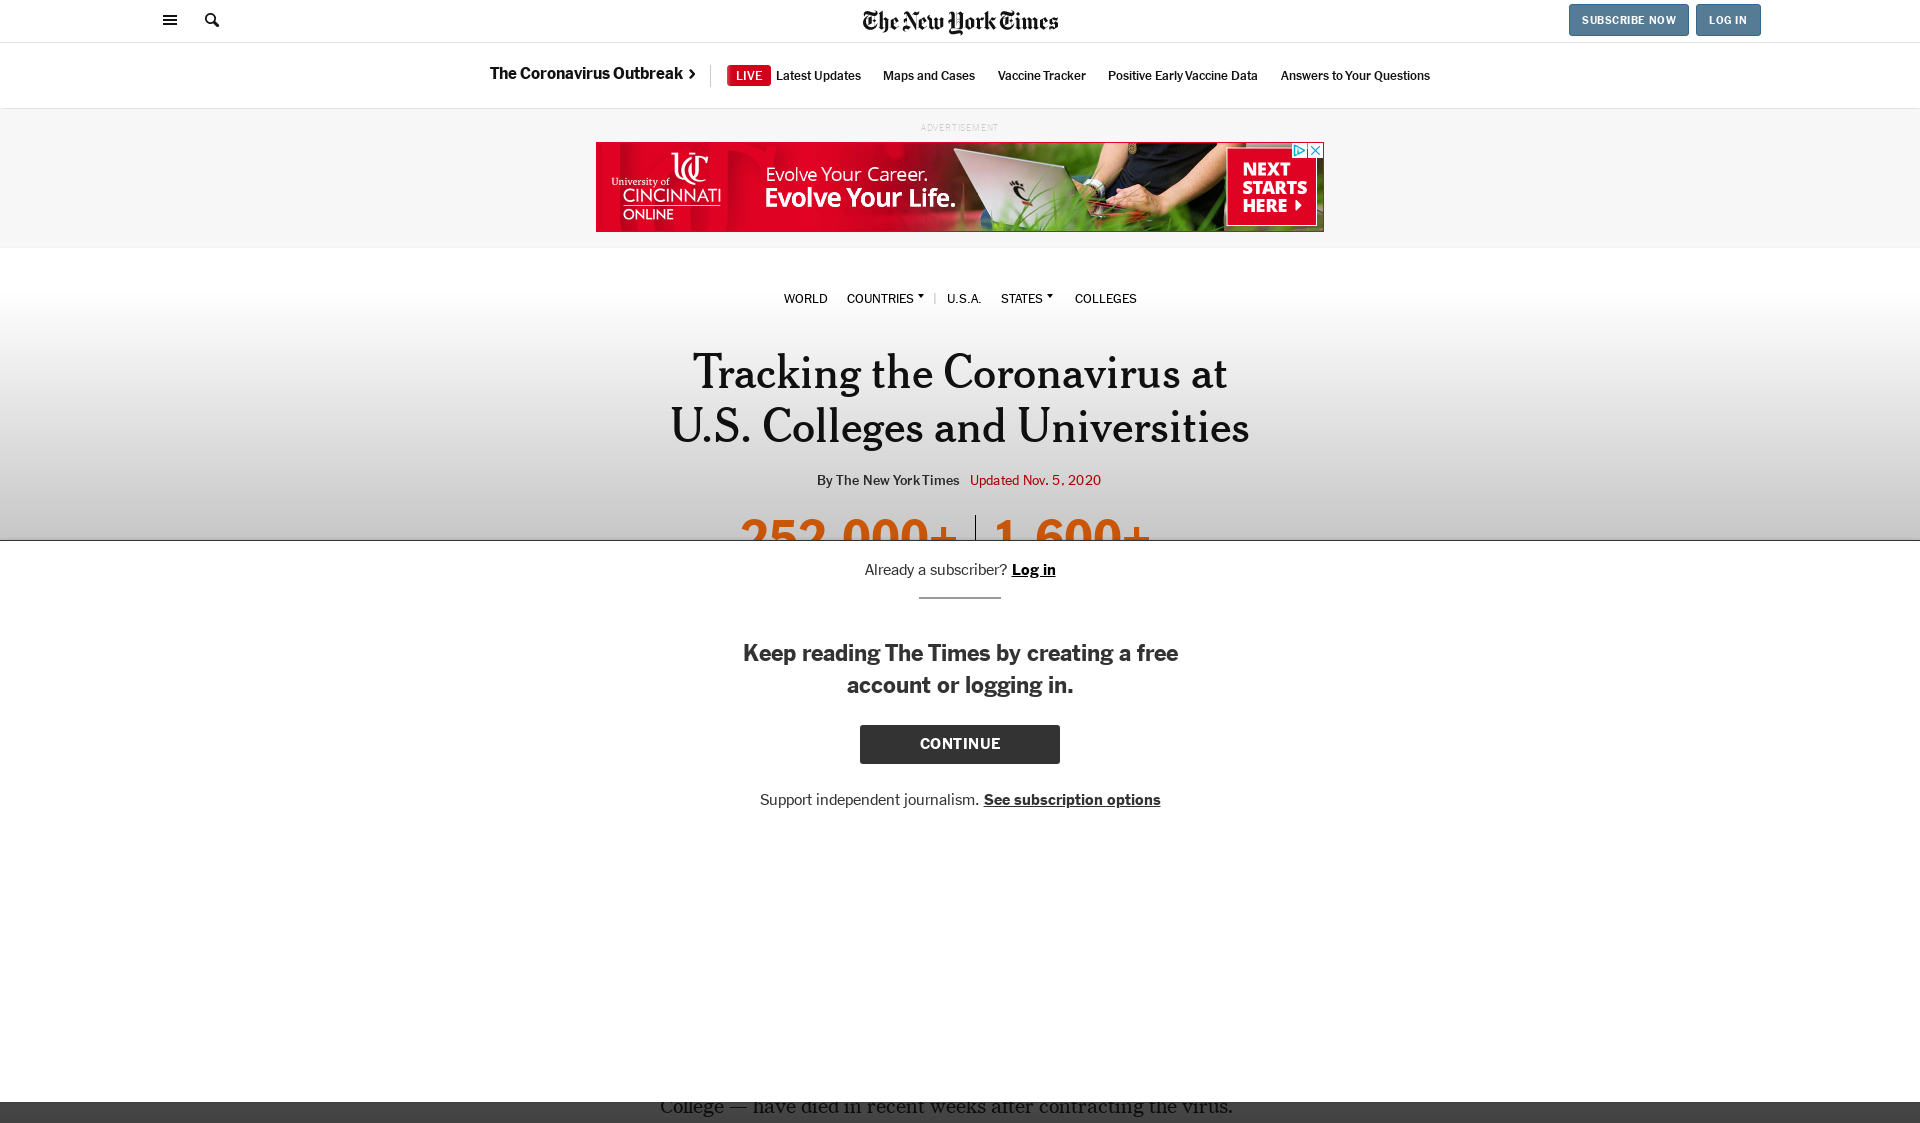 The New York Times
SUBSCRIBE NOW
LOG IN
The Coronavirus Outbreak
LIVE Latest Updates
Maps and Cases
Vaccine Tracker
Positive Early Vaccine Data
Answers to Your Questions
ADVERTISEMENT
University of
CINCINNATI
ONLINE
Evolve Your Career.
Evolve Your Life.
NEXT
STARTS
HERE
WORLD
COUNTRIES
U.S.A.
STATES
COLLEGES
Tracking the Coronavirus at
U.S. Colleges and Universities
By The New York Times Updated Nov. 5, 2020
252,000+ 1,600+
Already a subscriber? Log in
Keep reading The Times by creating a free
account or logging in.
CONTINUE
Support independent journalism. See subscription options
College — have died in recent weeks after contracting the virus.